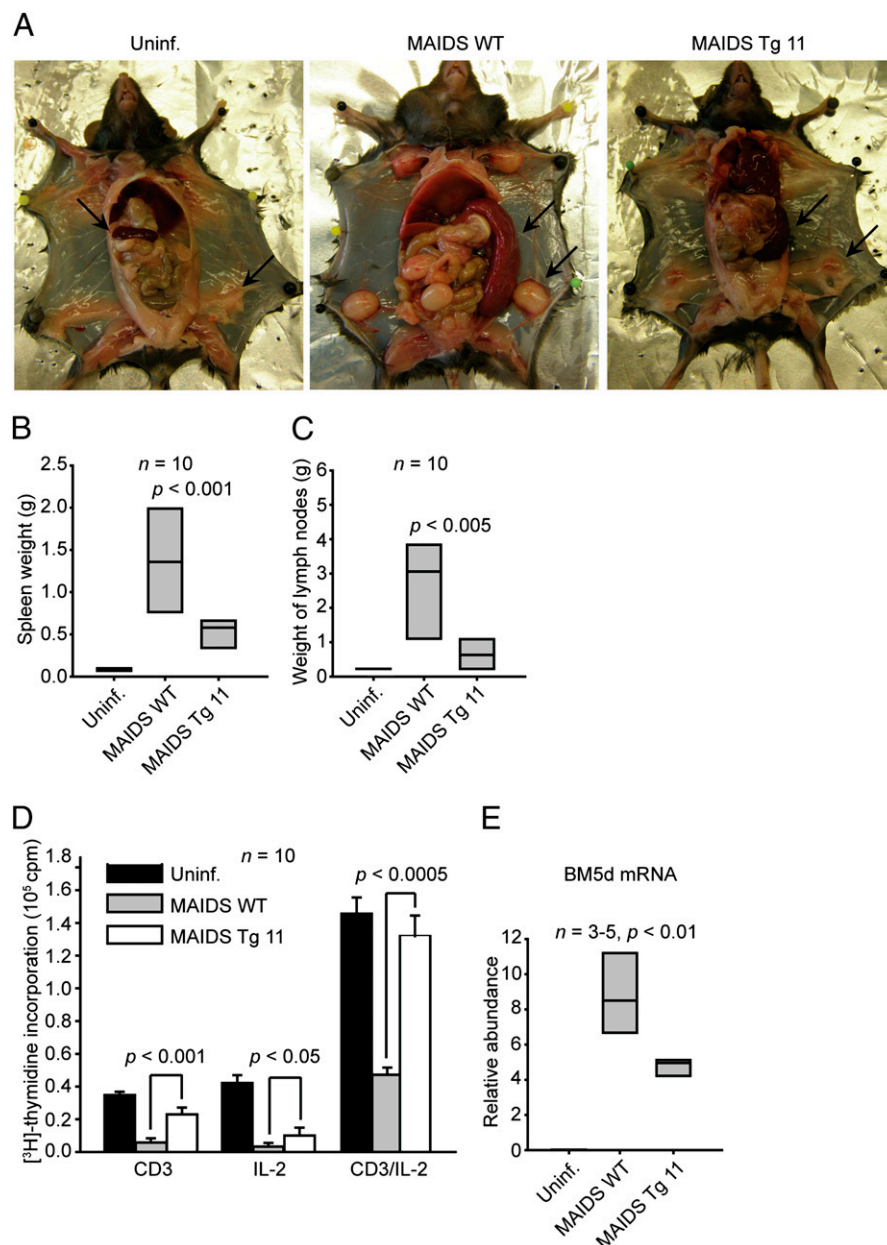 A
Uninf.
MAIDS WT
MAIDS Tg 11
B
n = 10
p < 0.001
Spleen weight (g)
2.5
2.0
1.5
1.0
0.5
0.0
Uninf.
MAIDS WT
MAIDS Tg 11
C
n = 10
p < 0.005
Weight of lymph nodes (g)
6
5
4
3
2
1
0
Uninf.
MAIDS WT
MAIDS Tg 11
D
[³H]-thymidine incorporation (10⁵ cpm)
1.8
1.6
1.4
1.2
1.0
0.8
0.6
0.4
0.2
0.0
n = 10
Uninf.
MAIDS WT
MAIDS Tg 11
p < 0.001
p < 0.05
p < 0.0005
CD3
IL-2
CD3/IL-2
E
BM5d mRNA
n = 3-5, p < 0.01
Relative abundance
12
10
8
6
4
2
0
Uninf.
MAIDS WT
MAIDS Tg 11